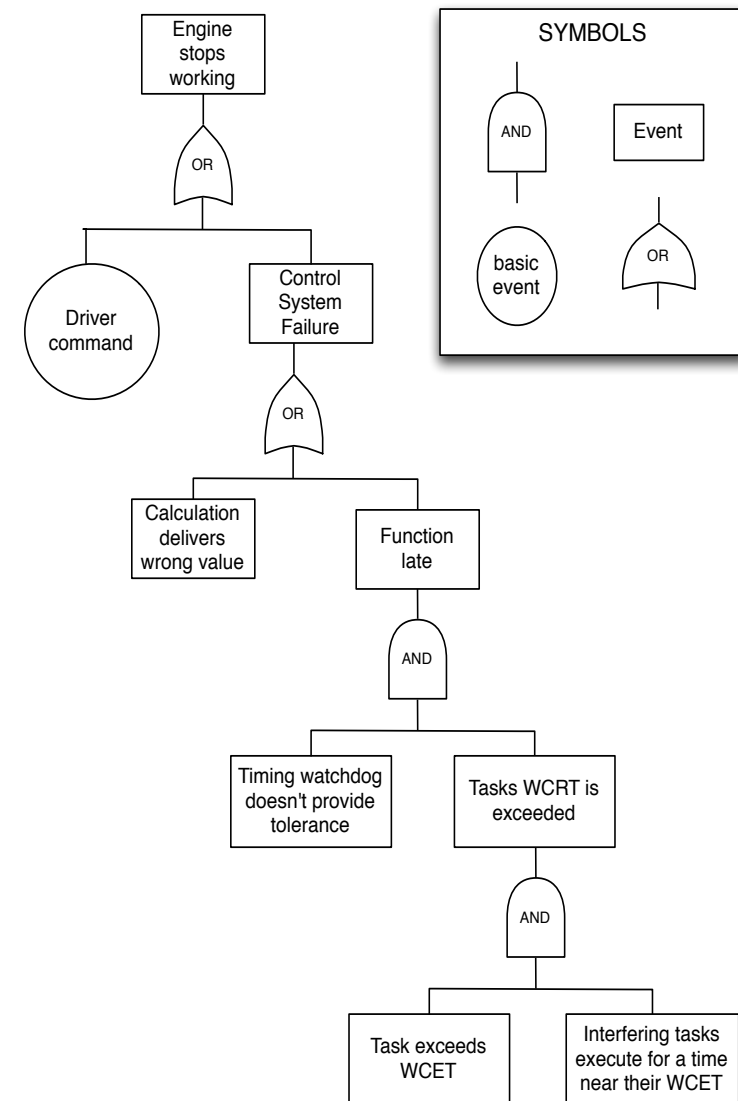 Engine
stops
working
OR
Driver
command
Control
System
Failure
OR
Calculation
delivers
wrong value
Function
late
AND
Timing watchdog
doesn't provide
tolerance
Tasks WCRT is
exceeded
AND
Task exceeds
WCET
Interfering tasks
execute for a time
near their WCET
SYMBOLS
AND
Event
basic
event
OR